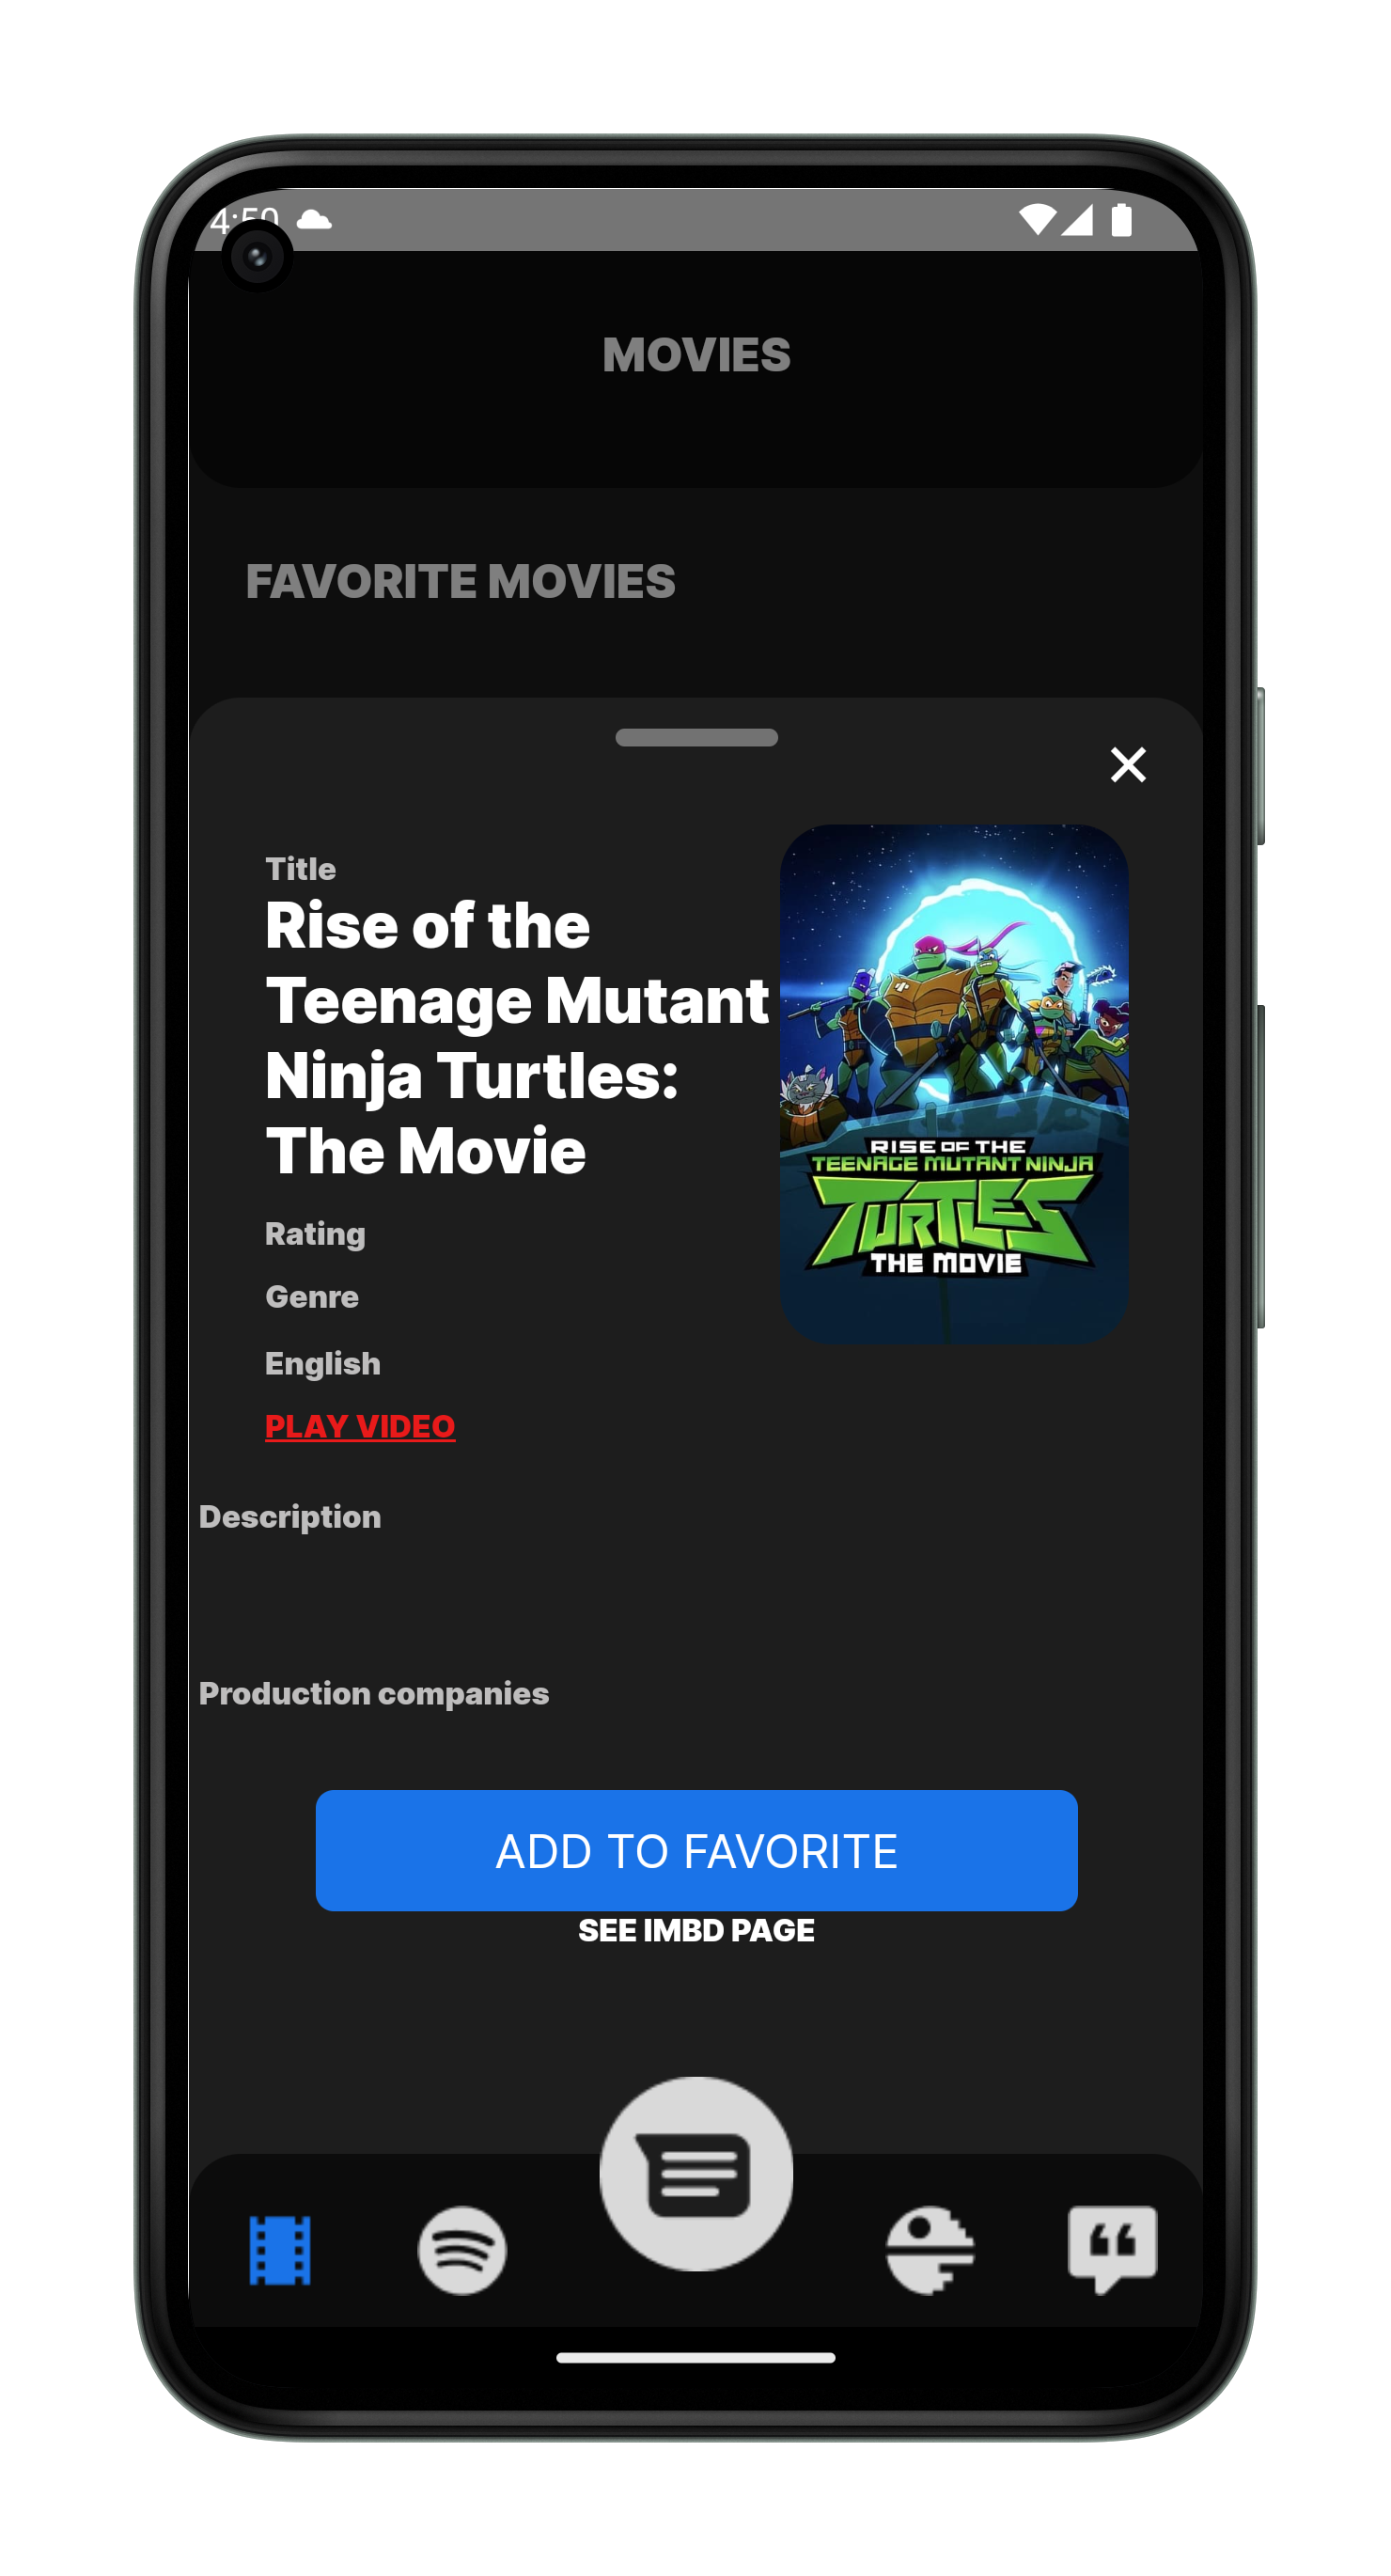 4:50
MOVIES
FAVORITE MOVIES
Title
Rise of the
Teenage Mutant
Ninja Turtles:
The Movie
RISE OF THE
TEENAGE MUTANT NINJA
TURTLES
THE MOVIE
Rating
Genre
English
PLAY VIDEO
Description
Production companies
ADD TO FAVORITE
SEE IMBD PAGE